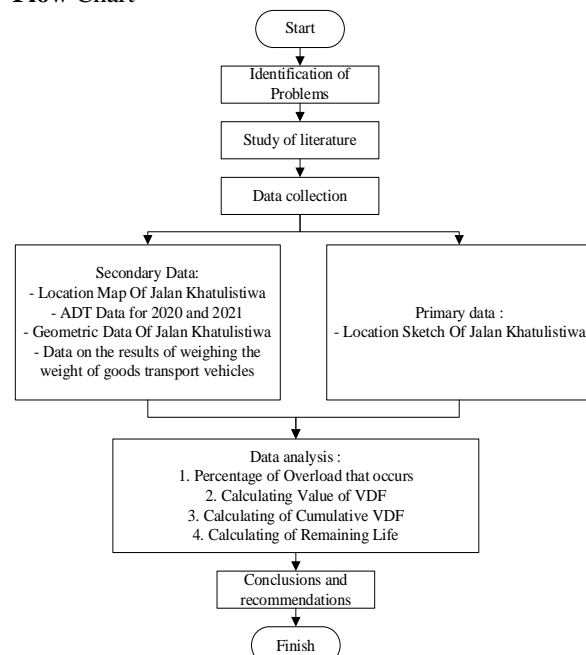 Flow Chart
Start
Identification of
Problems
Study of literature
Data collection
Secondary Data:
- Location Map Of Jalan Khatulistiwa
- ADT Data for 2020 and 2021
- Geometric Data Of Jalan Khatulistiwa
- Data on the results of weighing the
weight of goods transport vehicles
Primary data :
- Location Sketch Of Jalan Khatulistiwa
Data analysis :
1. Percentage of Overload that occurs
2. Calculating Value of VDF
3. Calculating of Cumulative VDF
4. Calculating of Remaining Life
Conclusions and
recommendations
Finish